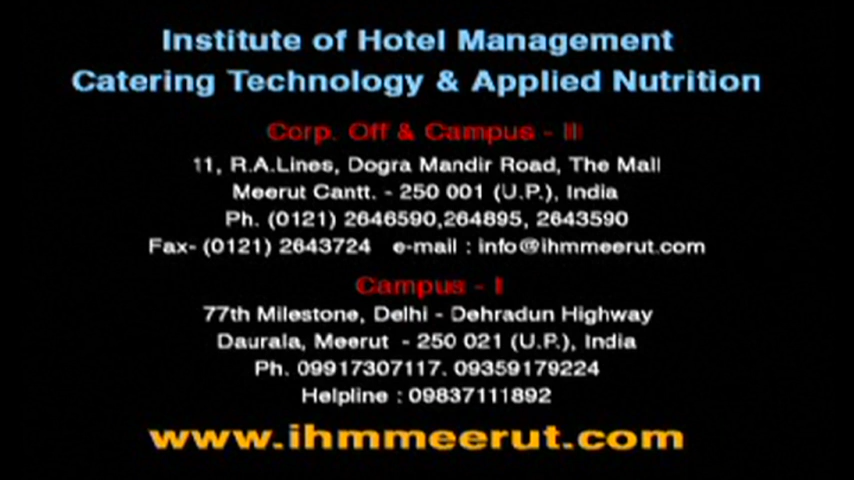 Institute of Hotel Management
Catering Technology & Applied Nutrition
Corp. Off & Campus - III
11, R.A.Lines, Dogra Mandir Road, The Mall
Meerut Cantt. - 250 001 (U.P.), India
Ph. (0121) 2646590,264895, 2643590
Fax- (0121) 2643724 e-mail : info@ihmmeerut.com
Campus - I
77th Milestone, Delhi - Dehradun Highway
Daurala, Meerut - 250 021 (U.P.), India
Ph. 09917307117. 09359179224
Helpline : 09837111892
www.ihmmeerut.com